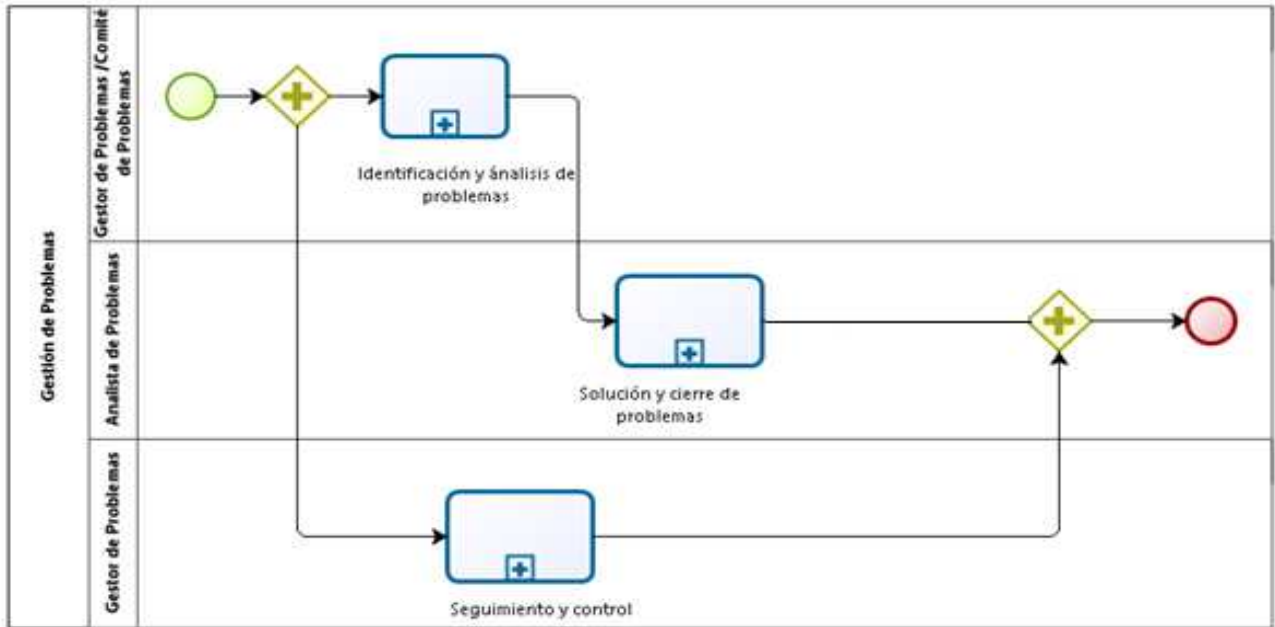 Gestión de Problemas
Gestor de Problemas /Comité
de Problemas
Identificación y ánalisis de
problemas
Analista de Problemas
Solución y cierre de
problemas
Gestor de Problemas
Seguimiento y control